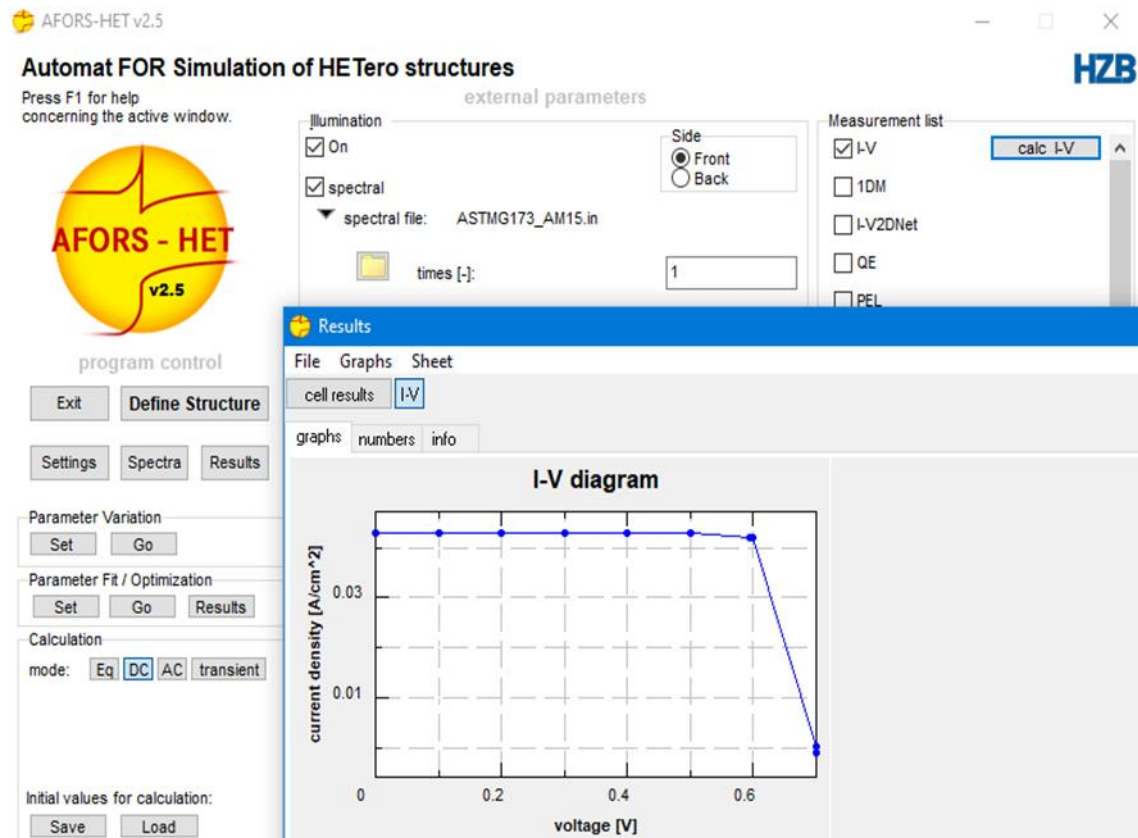 AFORS-HET v2.5
Automat FOR Simulation of HETero structures
HZB
Press F1 for help
concerning the active window.
external parameters
Illumination
On
Side
Front
Back
spectral
spectral file: ASTMG173_AM15.in
times [-]: 1
Measurement list
I-V
calc I-V
1DM
I-V2DNet
QE
PEL
AFORS - HET
v2.5
program control
Exit Define Structure
Settings Spectra Results
Parameter Variation
Set Go
Parameter Fit / Optimization
Set Go Results
Calculation
mode: Eq DC AC transient
Initial values for calculation:
Save Load
Results
File Graphs Sheet
cell results I-V
graphs numbers info
I-V diagram
current density [A/cm^2]
0.03
0.01
0 0.2 0.4 0.6
voltage [V]